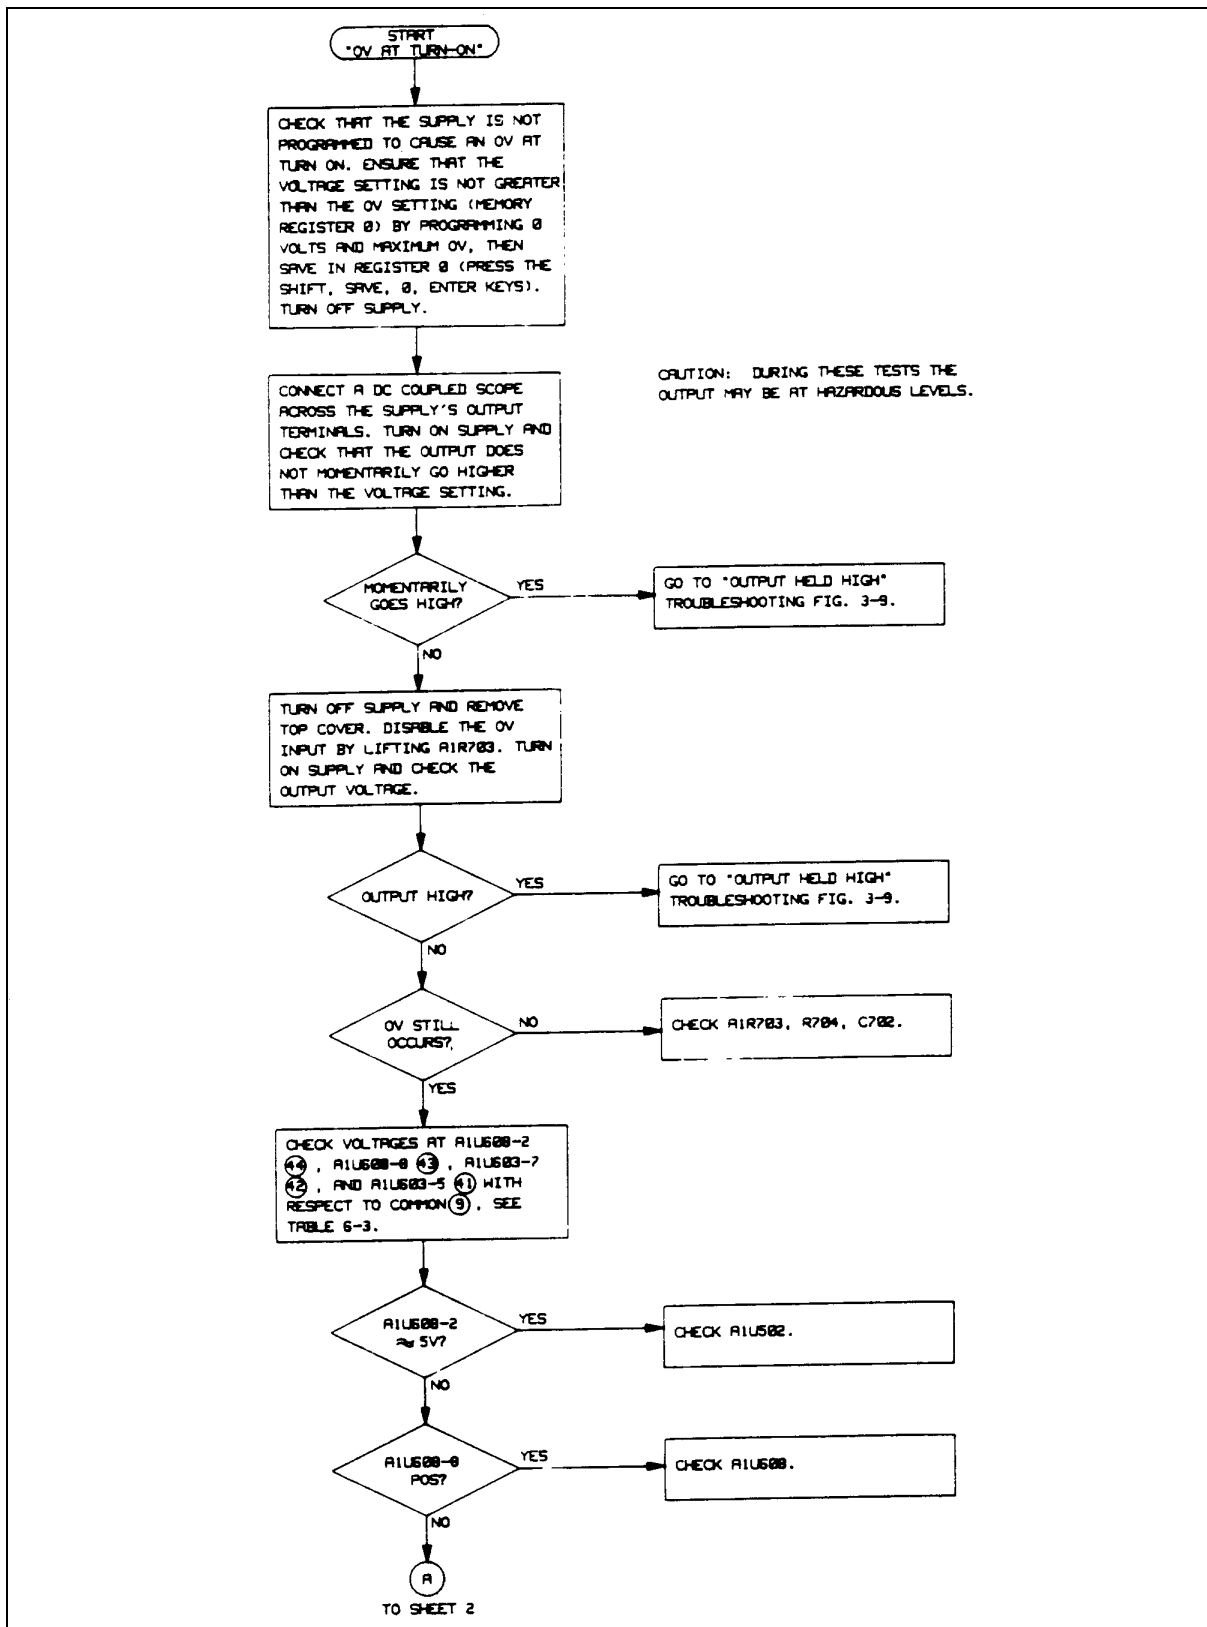 START
"OV AT TURN-ON"
CHECK THAT THE SUPPLY IS NOT
PROGRAMMED TO CAUSE AN OV AT
TURN ON. ENSURE THAT THE
VOLTAGE SETTING IS NOT GREATER
THAN THE OV SETTING (MEMORY
REGISTER 0) BY PROGRAMMING 0
VOLTS AND MAXIMUM OV, THEN
SAVE IN REGISTER 0 (PRESS THE
SHIFT, SAVE, 0, ENTER KEYS).
TURN OFF SUPPLY.
CONNECT A DC COUPLED SCOPE
ACROSS THE SUPPLY'S OUTPUT
TERMINALS. TURN ON SUPPLY AND
CHECK THAT THE OUTPUT DOES
NOT MOMENTARILY GO HIGHER
THAN THE VOLTAGE SETTING.
CAUTION: DURING THESE TESTS THE
OUTPUT MAY BE AT HAZARDOUS LEVELS.
MOMENTARILY
GOES HIGH?
YES
GO TO "OUTPUT HELD HIGH"
TROUBLESHOOTING FIG. 3-9.
NO
TURN OFF SUPPLY AND REMOVE
TOP COVER. DISABLE THE OV
INPUT BY LIFTING A1R703. TURN
ON SUPPLY AND CHECK THE
OUTPUT VOLTAGE.
OUTPUT HIGH?
YES
GO TO "OUTPUT HELD HIGH"
TROUBLESHOOTING FIG. 3-9.
NO
OV STILL
OCCURS?
NO
CHECK A1R703, R704, C702.
YES
CHECK VOLTAGES AT A1U608-2
44 , A1U608-8 43 , A1U603-7
42 , AND A1U603-5 41 WITH
RESPECT TO COMMON 9 , SEE
TABLE 6-3.
A1U608-2
≈ 5V?
YES
CHECK A1U502.
NO
A1U608-8
POS?
YES
CHECK A1U608.
NO
A
TO SHEET 2